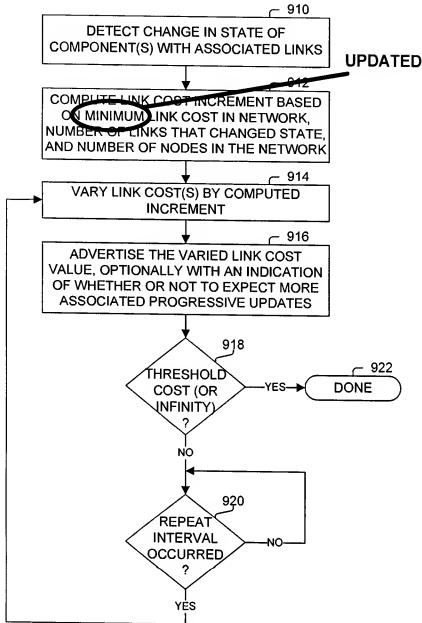 910
DETECT CHANGE IN STATE OF
COMPONENT(S) WITH ASSOCIATED LINKS
UPDATED
912
COMPUTE LINK COST INCREMENT BASED
ON MINIMUM LINK COST IN NETWORK,
NUMBER OF LINKS THAT CHANGED STATE,
AND NUMBER OF NODES IN THE NETWORK
914
VARY LINK COST(S) BY COMPUTED
INCREMENT
916
ADVERTISE THE VARIED LINK COST
VALUE, OPTIONALLY WITH AN INDICATION
OF WHETHER OR NOT TO EXPECT MORE
ASSOCIATED PROGRESSIVE UPDATES
918
THRESHOLD
COST (OR
INFINITY)
?
YES
922
DONE
NO
920
REPEAT
INTERVAL
OCCURRED
?
NO
YES